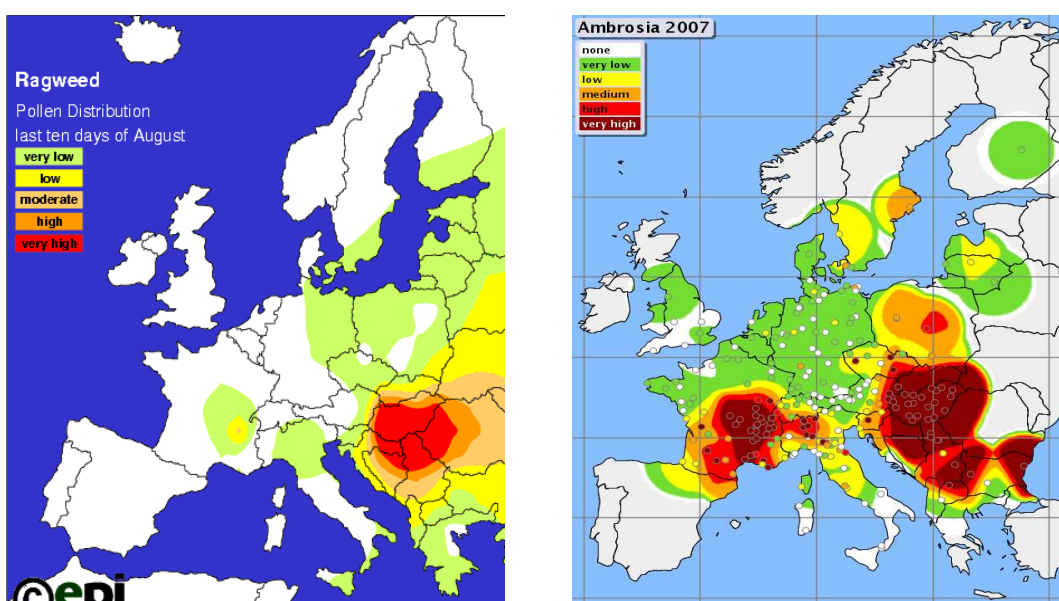 Ragweed
Pollen Distribution
last ten days of August
very low
low
moderate
high
very high
©epi
Ambrosia 2007
none
very low
low
medium
high
very high